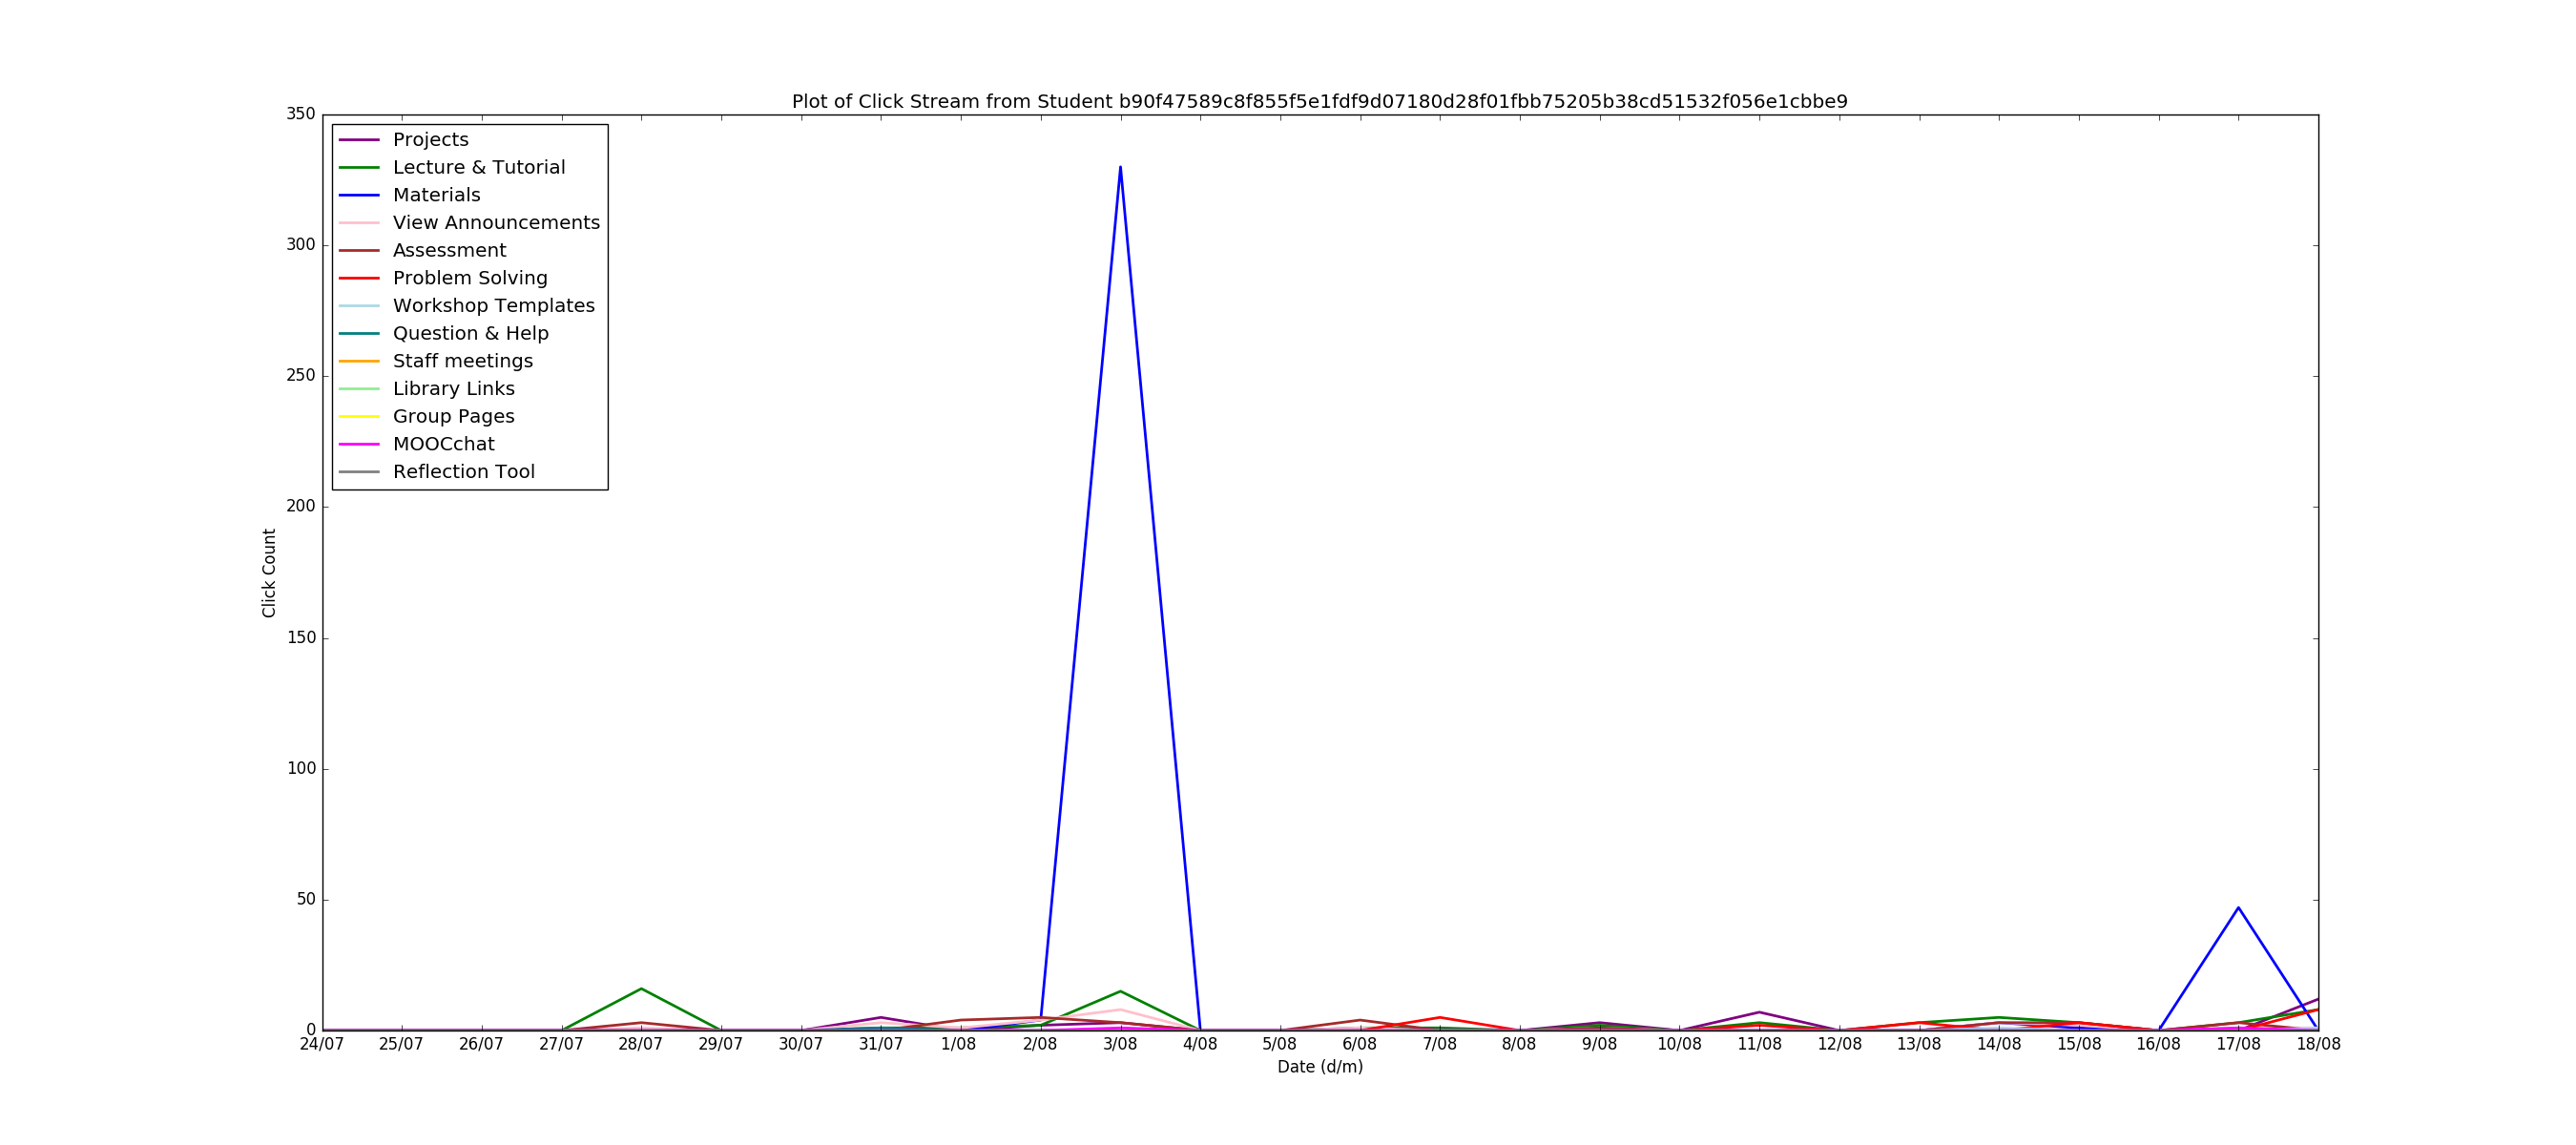 Plot of Click Stream from Student b90f47589c8f855f5e1fdf9d07180d28f01fbb75205b38cd51532f056e1cbbe9
350
300
250
200
150
100
50
0
Click Count
Projects
Lecture & Tutorial
Materials
View Announcements
Assessment
Problem Solving
Workshop Templates
Question & Help
Staff meetings
Library Links
Group Pages
MOOCchat
Reflection Tool
24/07 25/07 26/07 27/07 28/07 29/07 30/07 31/07 1/08 2/08 3/08 4/08 5/08 6/08 7/08 8/08 9/08 10/08 11/08 12/08 13/08 14/08 15/08 16/08 17/08 18/08
Date (d/m)